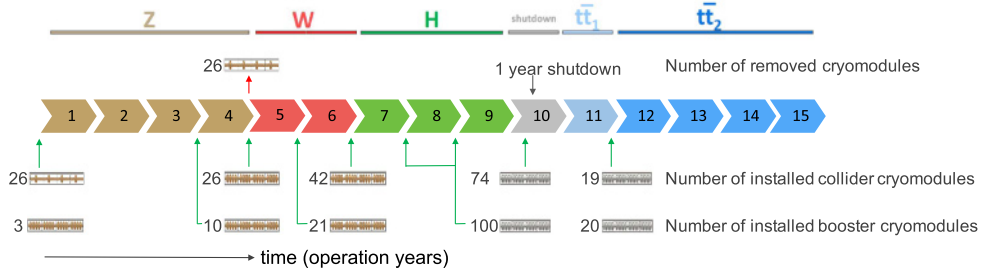 Z W H shutdown tt̄₁ tt̄₂
26 Number of removed cryomodules
1 year shutdown
1 2 3 4 5 6 7 8 9 10 11 12 13 14 15
26 26 42 74 19 Number of installed collider cryomodules
3 10 21 100 20 Number of installed booster cryomodules
time (operation years)